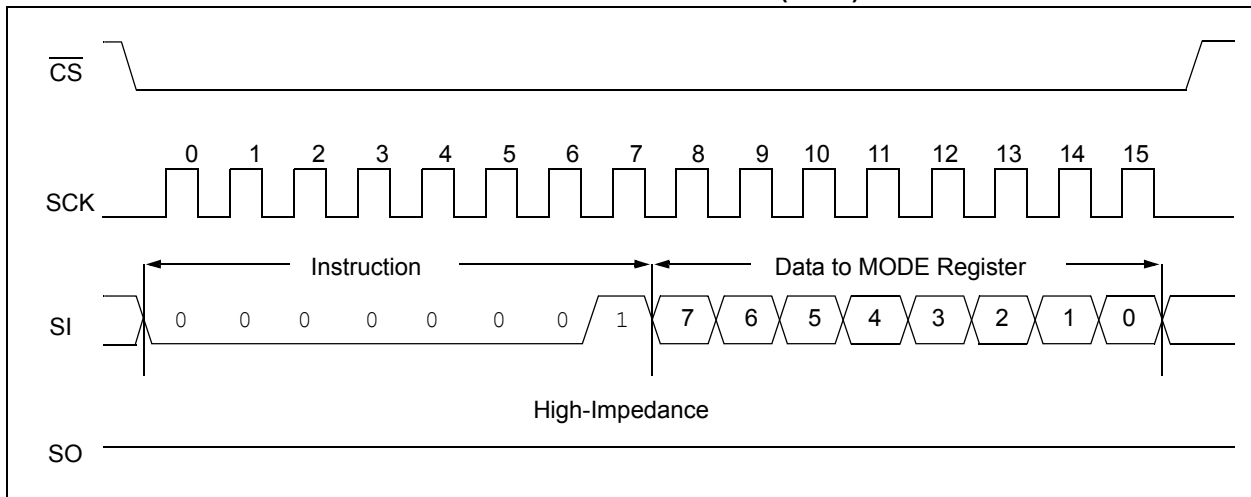 CS
0 1 2 3 4 5 6 7 8 9 10 11 12 13 14 15
SCK
Instruction Data to MODE Register
SI 0 0 0 0 0 0 0 1 7 6 5 4 3 2 1 0
High-Impedance
SO